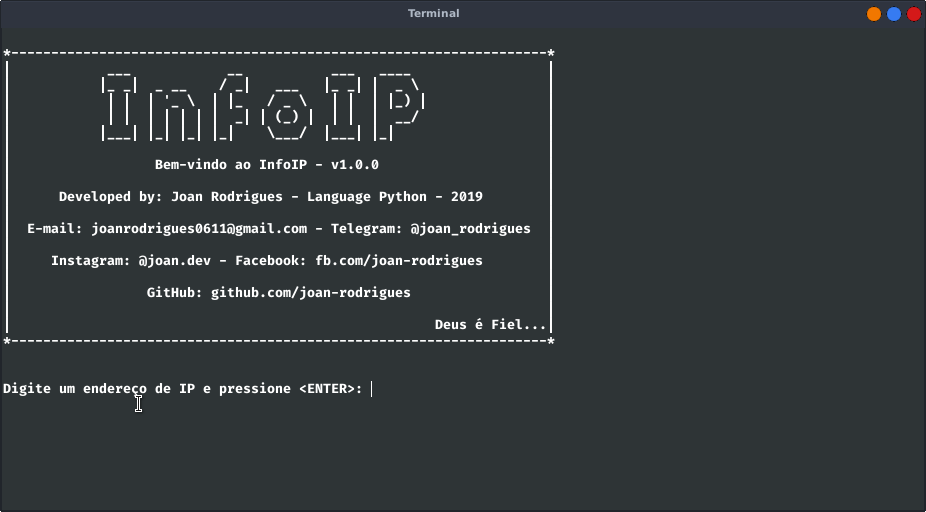 Terminal
InfoIP
Bem-vindo ao InfoIP - v1.0.0
Developed by: Joan Rodrigues - Language Python - 2019
E-mail: joanrodrigues0611@gmail.com - Telegram: @joan_rodrigues
Instagram: @joan.dev - Facebook: fb.com/joan-rodrigues
GitHub: github.com/joan-rodrigues
Deus é Fiel...
Digite um endereço de IP e pressione <ENTER>: